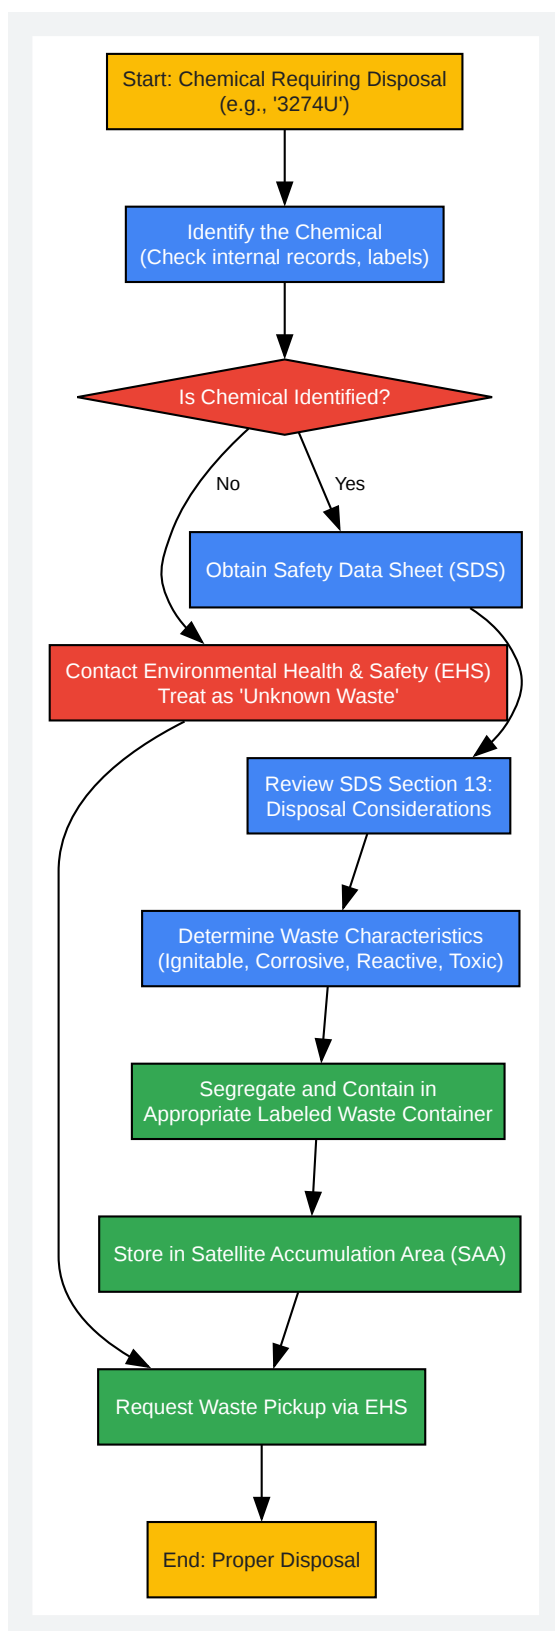 Start: Chemical Requiring Disposal
(e.g., '3274U')
Identify the Chemical
(Check internal records, labels)
Is Chemical Identified?
No
Yes
Obtain Safety Data Sheet (SDS)
Contact Environmental Health & Safety (EHS)
Treat as 'Unknown Waste'
Review SDS Section 13:
Disposal Considerations
Determine Waste Characteristics
(Ignitable, Corrosive, Reactive, Toxic)
Segregate and Contain in
Appropriate Labeled Waste Container
Store in Satellite Accumulation Area (SAA)
Request Waste Pickup via EHS
End: Proper Disposal